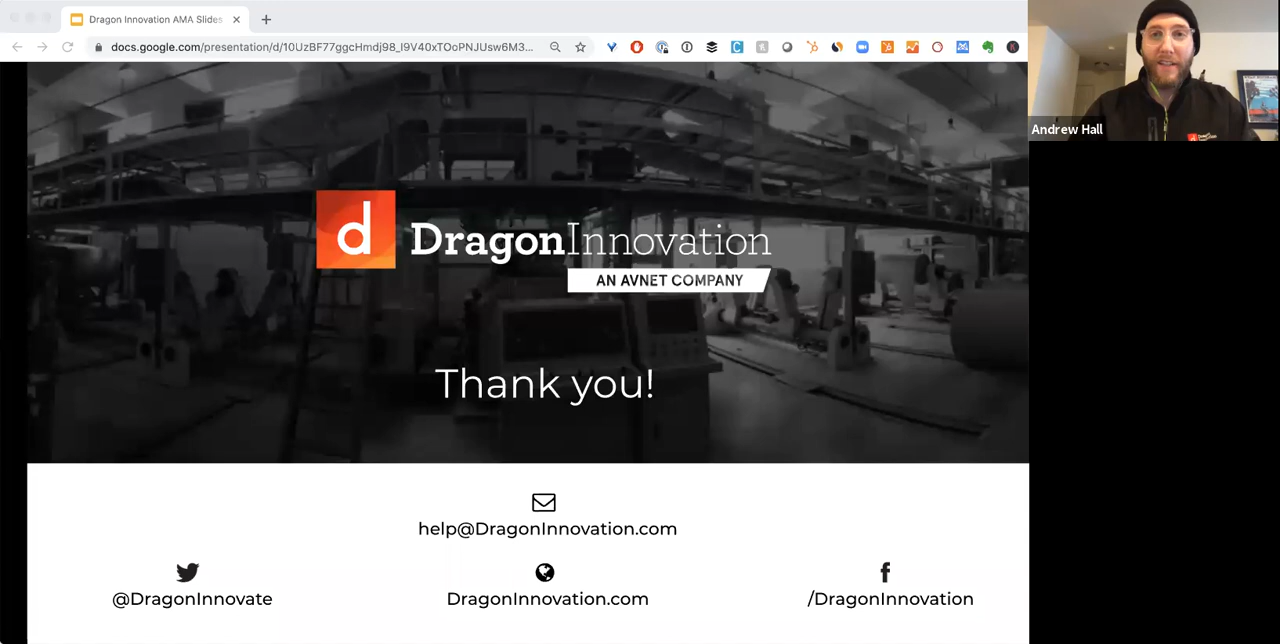 Dragon Innovation AMA Slides
docs.google.com/presentation/d/10UzBF77ggcHmdj98_I9V40xTOoPNJUsw6M3...
Andrew Hall
d DragonInnovation
AN AVNET COMPANY
Thank you!
help@DragonInnovation.com
@DragonInnovate
DragonInnovation.com
/DragonInnovation